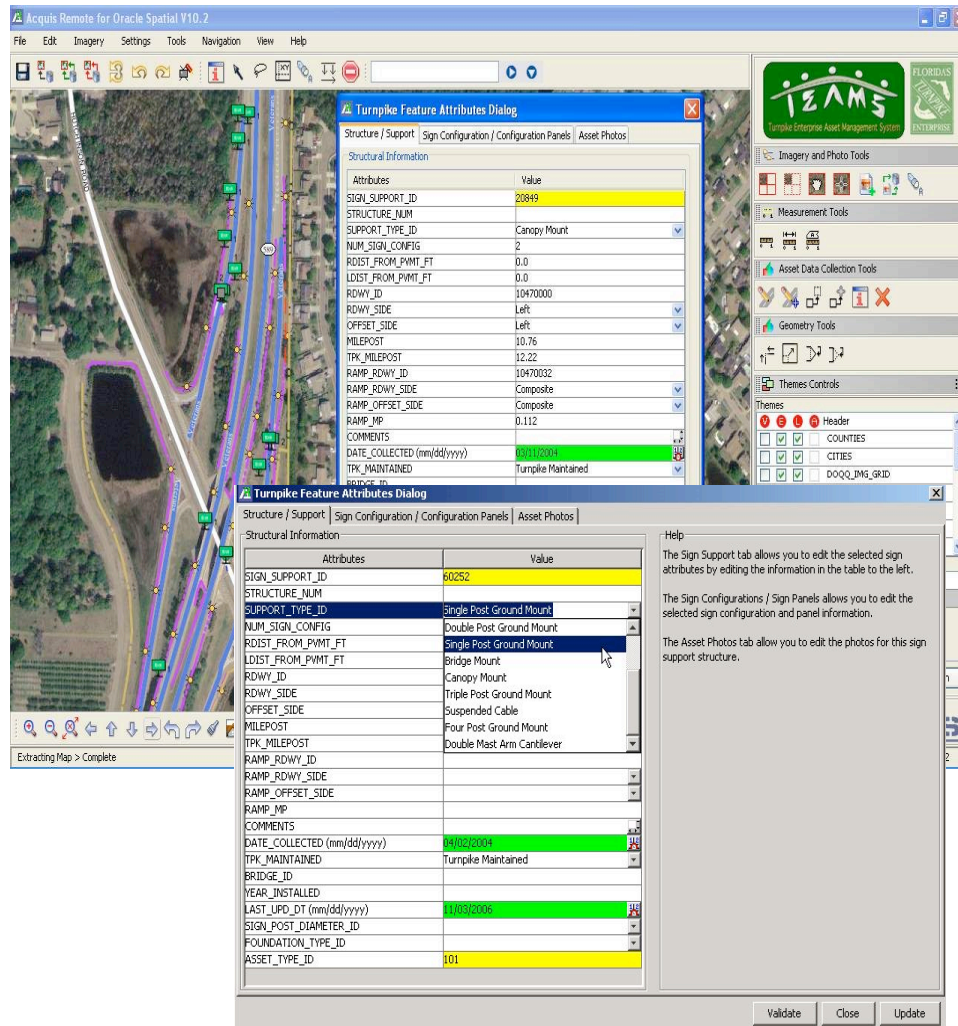 Acquis Remote for Oracle Spatial V10.2
File Edit Imagery Settings Tools Navigation View Help
HUTCHENSON ROAD
Veterans
589
TEAMS
Turnpike Enterprise Asset Management System
FLORIDA'S
TURNPIKE
ENTERPRISE
Imagery and Photo Tools
Measurement Tools
Asset Data Collection Tools
Geometry Tools
Themes Controls
Themes
V E L A Header
COUNTIES
CITIES
DOQQ_IMG_GRID
Turnpike Feature Attributes Dialog
Structure / Support Sign Configuration / Configuration Panels Asset Photos
Structural Information
Attributes Value
SIGN_SUPPORT_ID 20849
STRUCTURE_NUM
SUPPORT_TYPE_ID Canopy Mount
NUM_SIGN_CONFIG 2
RDIST_FROM_PVMT_FT 0.0
LDIST_FROM_PVMT_FT 0.0
RDWY_ID 10470000
RDWY_SIDE Left
OFFSET_SIDE Left
MILEPOST 10.76
TPK_MILEPOST 12.22
RAMP_RDWY_ID 10470032
RAMP_RDWY_SIDE Composite
RAMP_OFFSET_SIDE Composite
RAMP_MP 0.112
COMMENTS
DATE_COLLECTED (mm/dd/yyyy) 03/11/2004
TPK_MAINTAINED Turnpike Maintained
BRIDGE_ID
Extracting Map > Complete
Turnpike Feature Attributes Dialog
Structure / Support Sign Configuration / Configuration Panels Asset Photos
Structural Information
Attributes Value
SIGN_SUPPORT_ID 60252
STRUCTURE_NUM
SUPPORT_TYPE_ID Single Post Ground Mount
NUM_SIGN_CONFIG Double Post Ground Mount
RDIST_FROM_PVMT_FT Single Post Ground Mount
LDIST_FROM_PVMT_FT Bridge Mount
RDWY_ID Canopy Mount
RDWY_SIDE Triple Post Ground Mount
OFFSET_SIDE Suspended Cable
MILEPOST Four Post Ground Mount
TPK_MILEPOST Double Mast Arm Cantilever
RAMP_RDWY_ID
RAMP_RDWY_SIDE
RAMP_OFFSET_SIDE
RAMP_MP
COMMENTS
DATE_COLLECTED (mm/dd/yyyy) 04/02/2004
TPK_MAINTAINED Turnpike Maintained
BRIDGE_ID
YEAR_INSTALLED
LAST_UPD_DT (mm/dd/yyyy) 11/03/2006
SIGN_POST_DIAMETER_ID
FOUNDATION_TYPE_ID
ASSET_TYPE_ID 101
Help
The Sign Support tab allows you to edit the selected sign
attributes by editing the information in the table to the left.
The Sign Configurations / Sign Panels allows you to edit the
selected sign configuration and panel information.
The Asset Photos tab allow you to edit the photos for this sign
support structure.
Validate Close Update